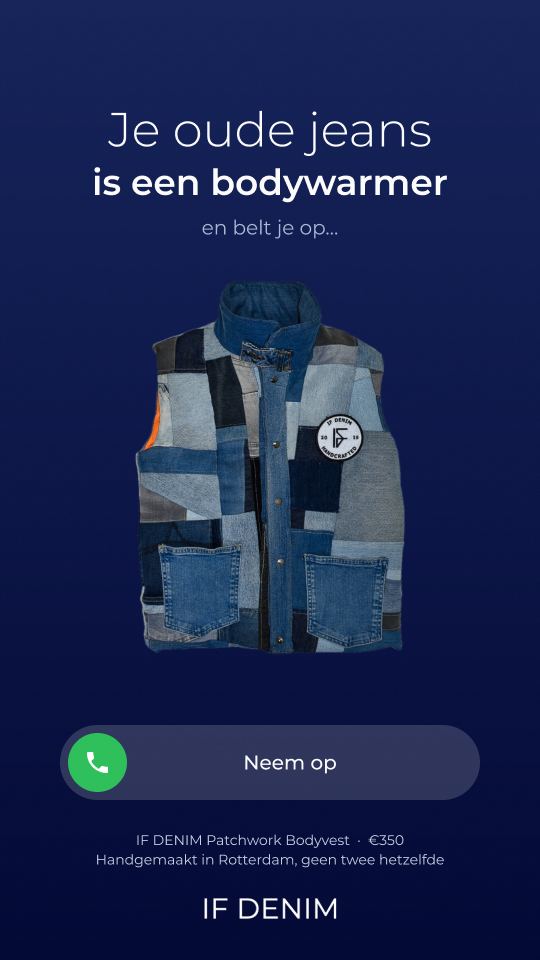 Je oude jeans
is een bodywarmer
en belt je op...
IF DENIM
20 18
HANDCRAFTED
Neem op
IF DENIM Patchwork Bodyvest · €350
Handgemaakt in Rotterdam, geen twee hetzelfde
IF DENIM